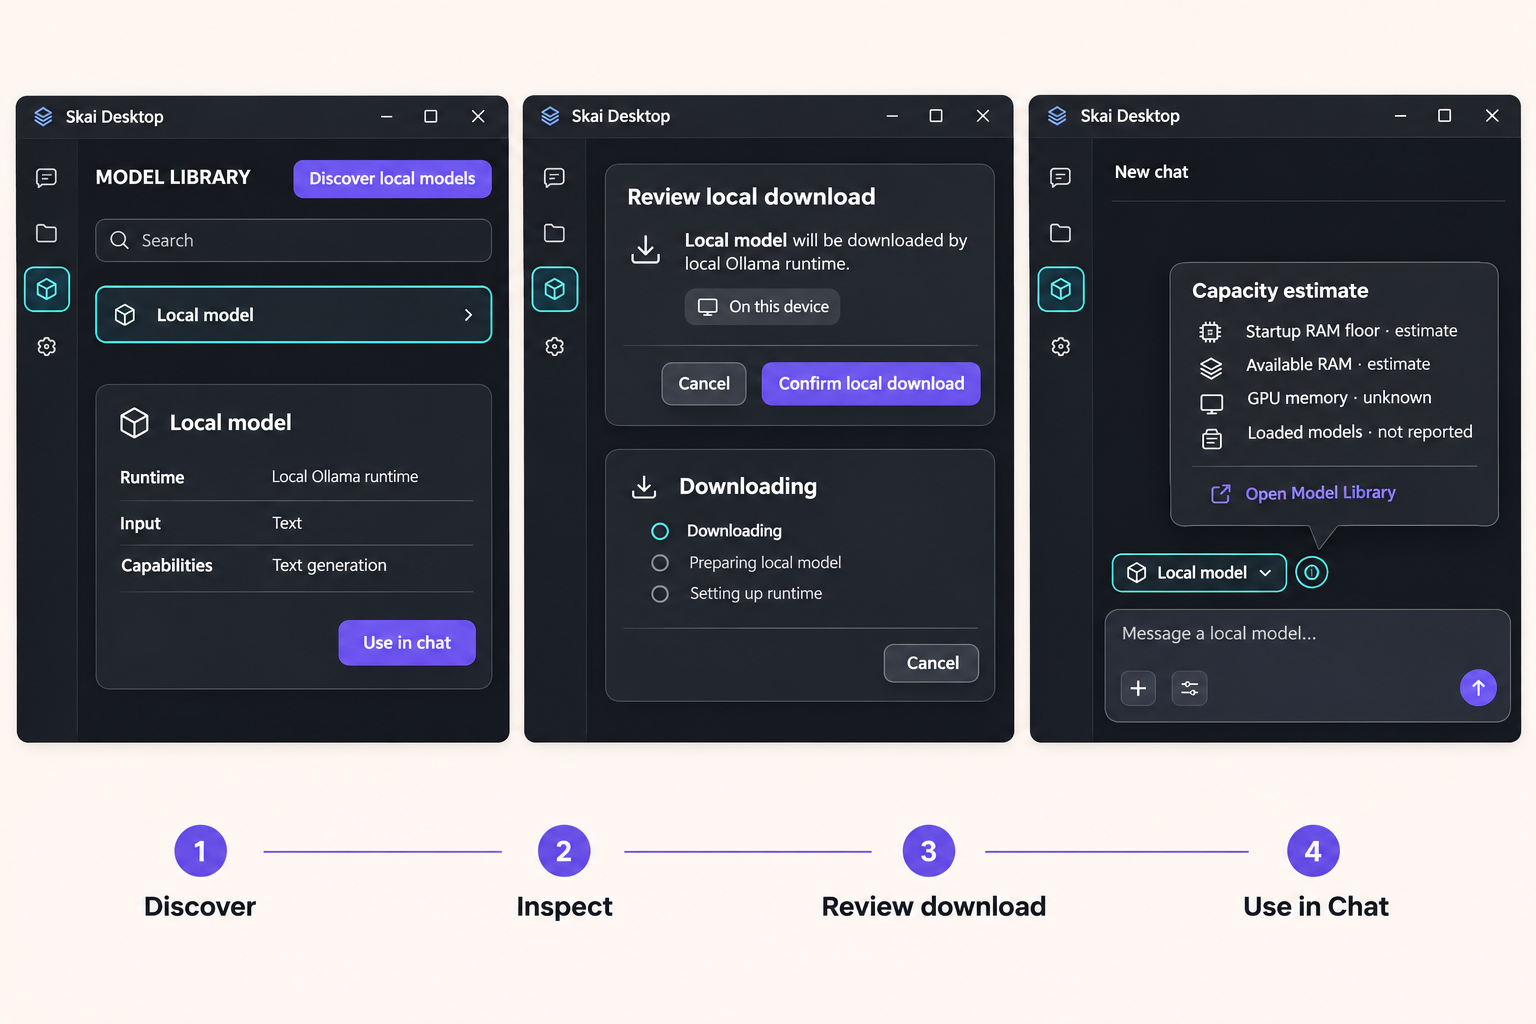 Skai Desktop
MODEL LIBRARY
Discover local models
Search
Local model
Local model
Runtime
Local Ollama runtime
Input
Text
Capabilities
Text generation
Use in chat
Skai Desktop
Review local download
Local model will be downloaded by
local Ollama runtime.
On this device
Cancel
Confirm local download
Downloading
Downloading
Preparing local model
Setting up runtime
Cancel
Skai Desktop
New chat
Capacity estimate
Startup RAM floor · estimate
Available RAM · estimate
GPU memory · unknown
Loaded models · not reported
Open Model Library
Local model
Message a local model...
1
Discover
2
Inspect
3
Review download
4
Use in Chat